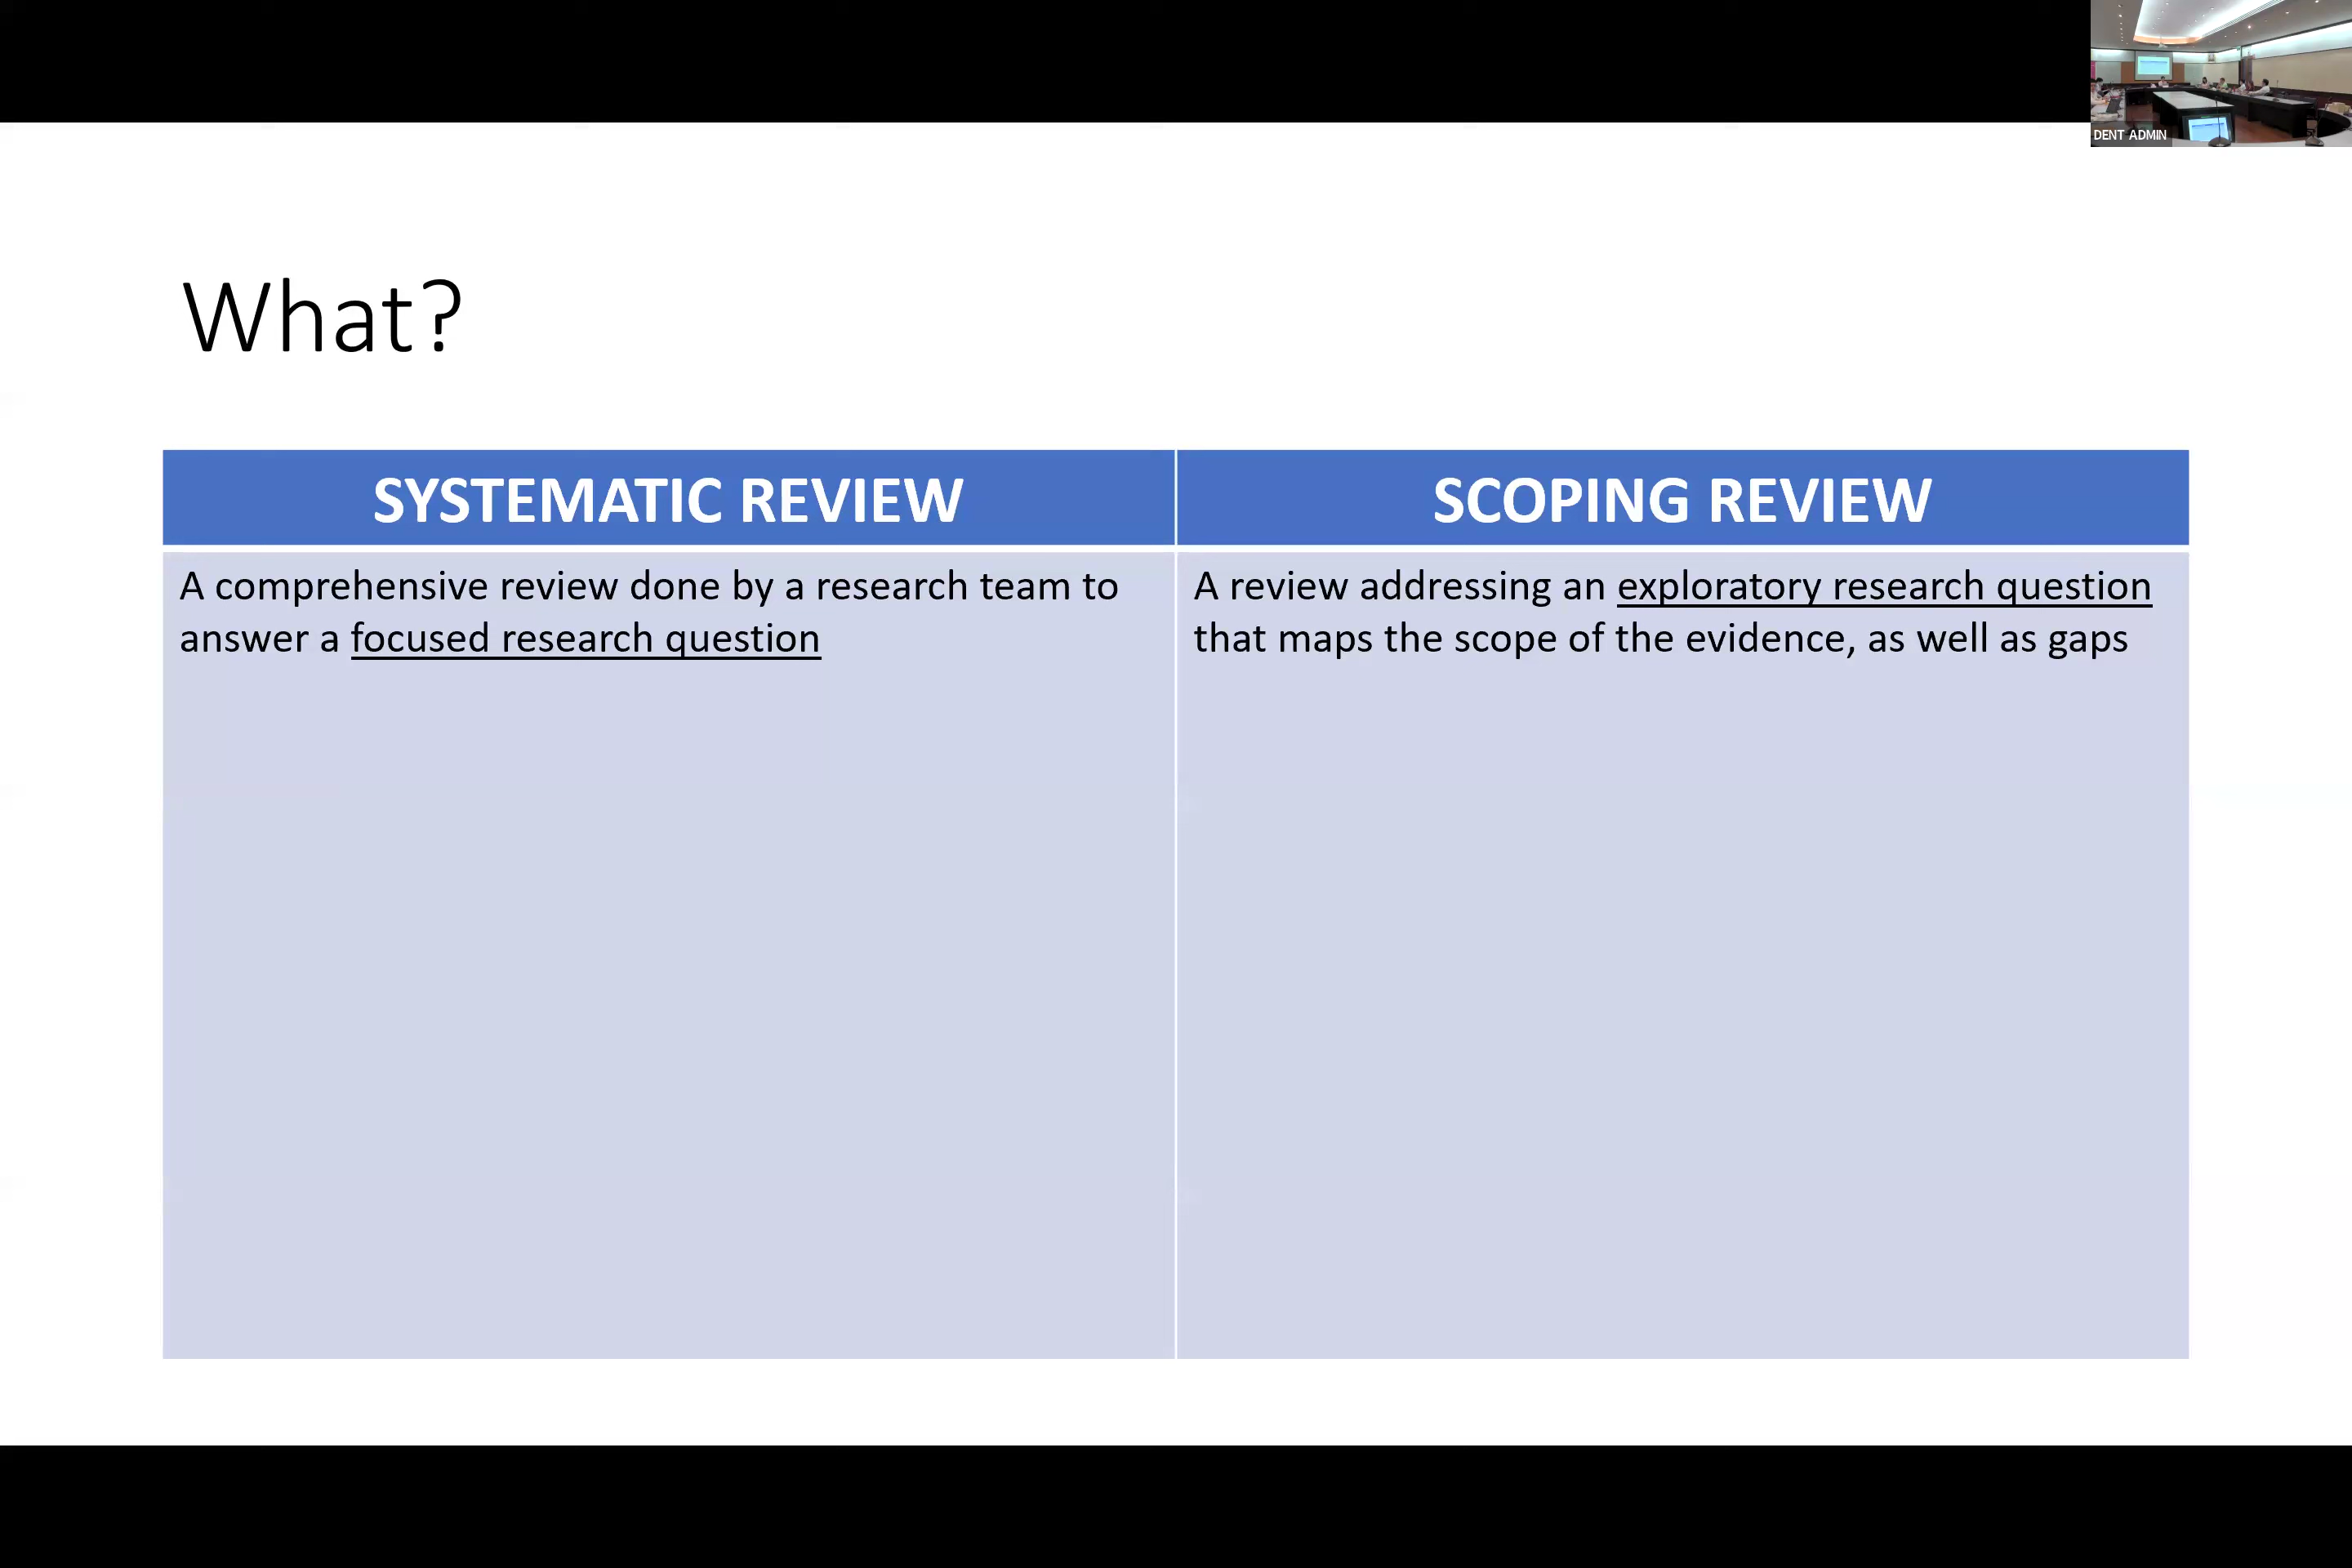 DENT ADMIN
What?
SYSTEMATIC REVIEW
A comprehensive review done by a research team to
answer a focused research question
SCOPING REVIEW
A review addressing an exploratory research question
that maps the scope of the evidence, as well as gaps